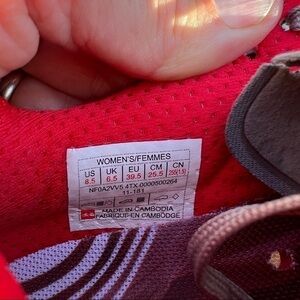 WOMEN'S/FEMMES
US UK EU CM CN
8.5 6.5 39.5 25.5 255(1.5)
NF0A2VV5 4TX-0000500264
11-181
MADE IN CAMBODIA
FABRIQUÉ EN CAMBODGE